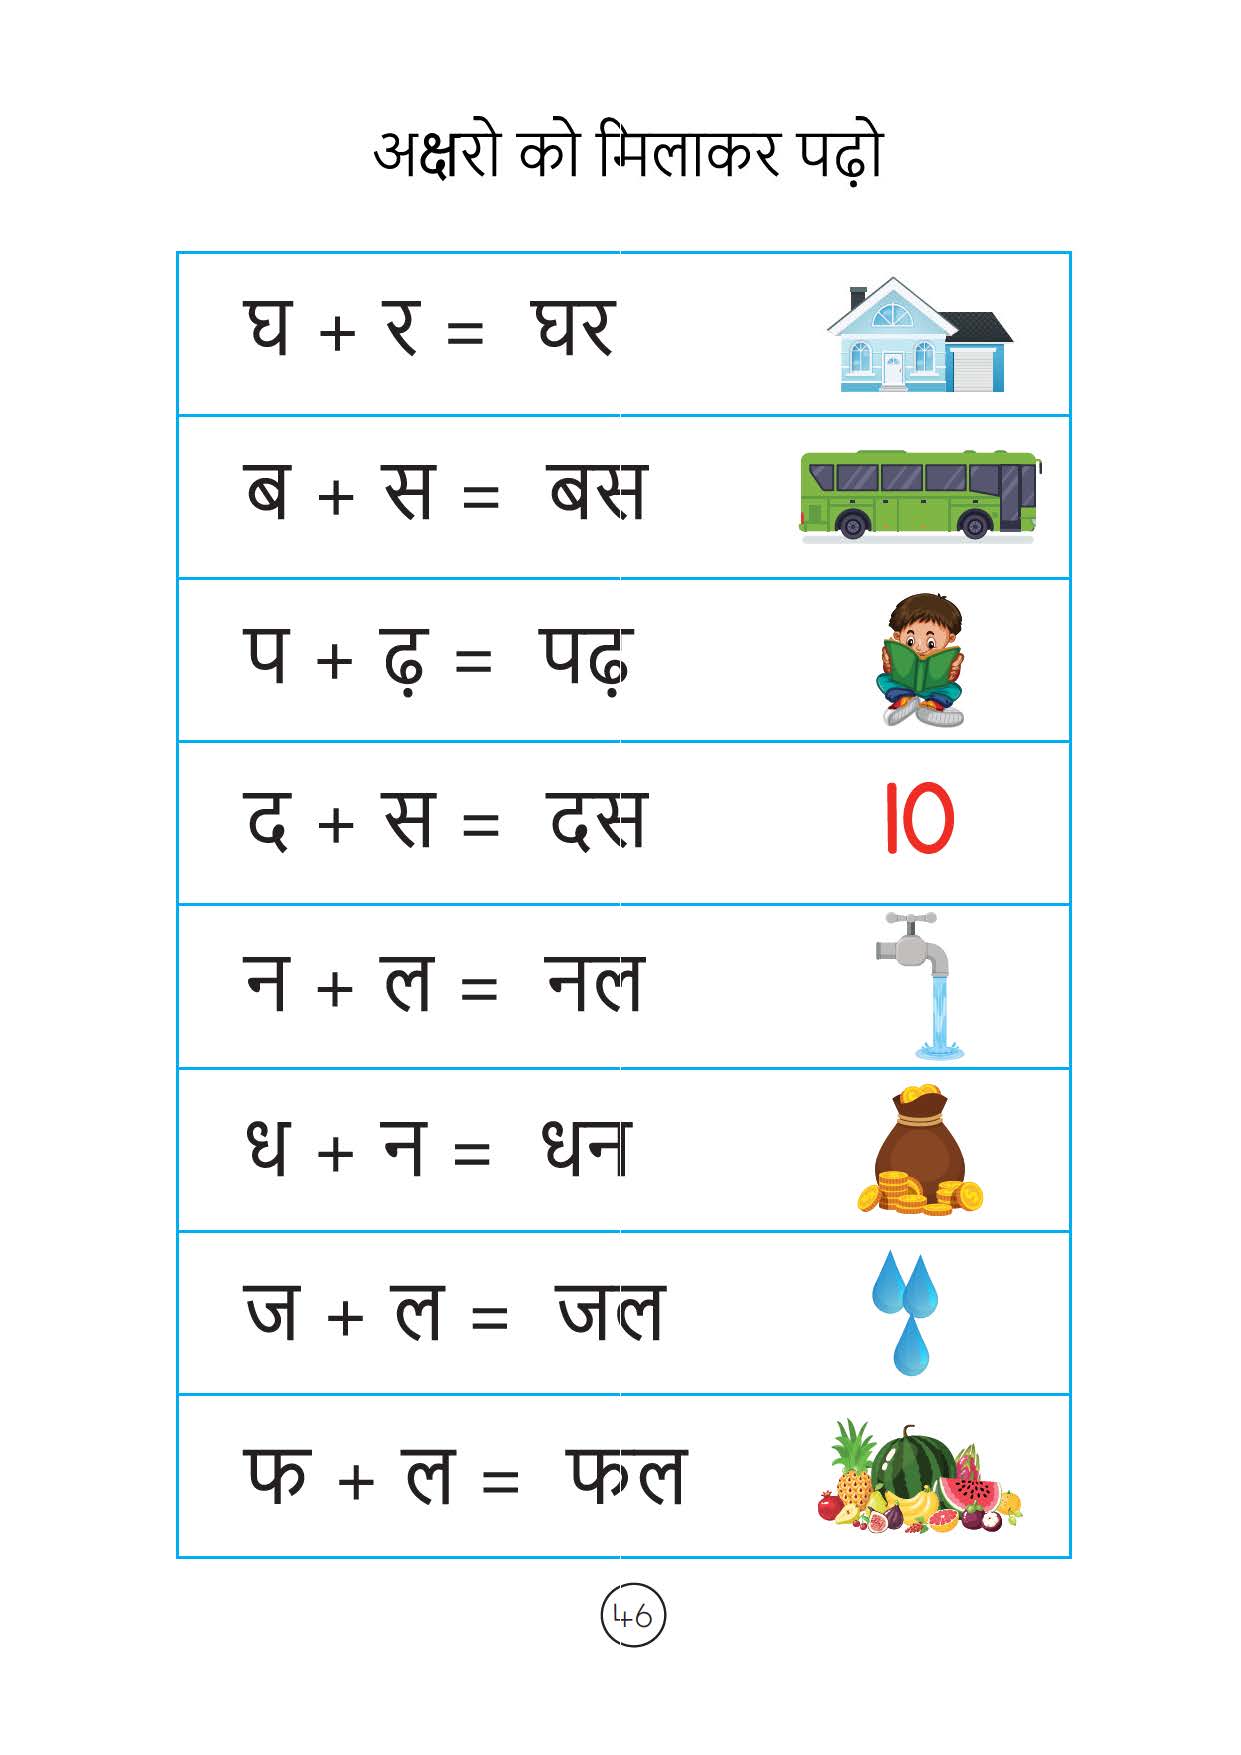 अक्षरो को मिलाकर पढ़ो
घ + र = घर
ब + स = बस
प + ढ़ = पढ़
द + स = दस
10
न + ल = नल
ध + न = धन
ज + ल = जल
फ + ल = फल
46